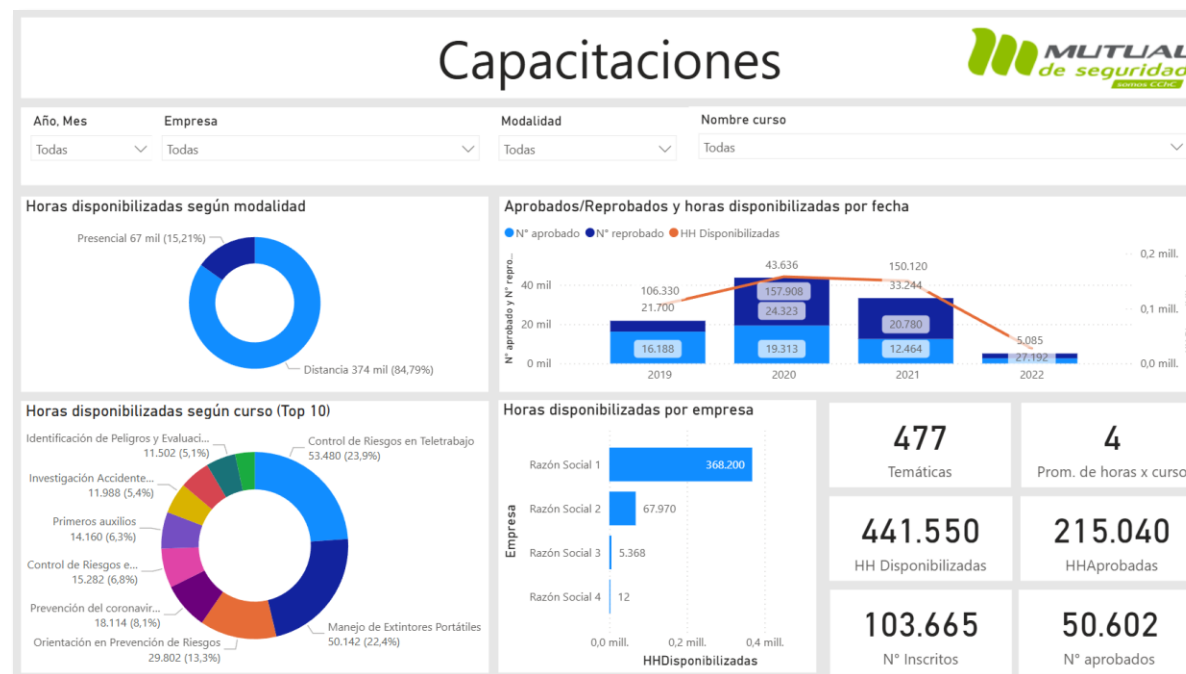 Capacitaciones
MUTUAL
de seguridad
somos CChC
Año, Mes
Empresa
Modalidad
Nombre curso
Todas
Todas
Todas
Todas
Horas disponibilizadas según modalidad
Presencial 67 mil (15,21%)
Distancia 374 mil (84,79%)
Aprobados/Reprobados y horas disponibilizadas por fecha
N° aprobado N° reprobado HH Disponibilizadas
N° aprobado y N° repro...
40 mil
20 mil
0 mil
0,2 mill.
0,1 mill.
0,0 mill.
106.330
21.700
16.188
43.636
157.908
24.323
19.313
150.120
33.244
20.780
12.464
5.085
27.192
2019
2020
2021
2022
Horas disponibilizadas según curso (Top 10)
Identificación de Peligros y Evaluaci...
11.502 (5,1%)
Investigación Accidente...
11.988 (5,4%)
Primeros auxilios
14.160 (6,3%)
Control de Riesgos e...
15.282 (6,8%)
Prevención del coronavir...
18.114 (8,1%)
Orientación en Prevención de Riesgos
29.802 (13,3%)
Control de Riesgos en Teletrabajo
53.480 (23,9%)
Manejo de Extintores Portátiles
50.142 (22,4%)
Horas disponibilizadas por empresa
Empresa
Razón Social 1
368.200
Razón Social 2
67.970
Razón Social 3
5.368
Razón Social 4
12
0,0 mill.
0,2 mill.
0,4 mill.
HHDisponibilizadas
477
Temáticas
4
Prom. de horas x curso
441.550
HH Disponibilizadas
215.040
HHAprobadas
103.665
N° Inscritos
50.602
N° aprobados